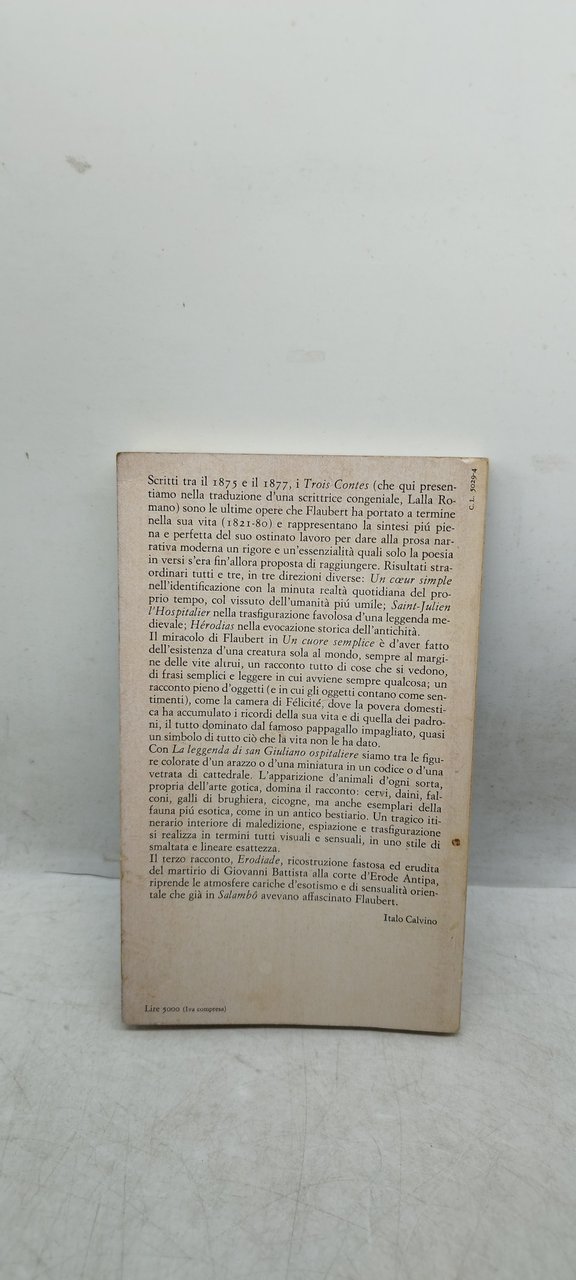 Scritti tra il 1875 e il 1877, i Trois Contes (che qui presen-
tiamo nella traduzione d'una scrittrice congeniale, Lalla Ro-
mano) sono le ultime opere che Flaubert ha portato a termine
nella sua vita (1821-80) e rappresentano la sintesi piú pie-
na e perfetta del suo ostinato lavoro per dare alla prosa nar-
rativa moderna un rigore e un'essenzialità quali solo la poesia
in versi s'era fin'allora proposta di raggiungere. Risultati stra-
ordinari tutti e tre, in tre direzioni diverse: Un cœur simple
nell'identificazione con la minuta realtà quotidiana del pro-
prio tempo, col vissuto dell'umanità piú umile; Saint-Julien
l'Hospitalier nella trasfigurazione favolosa d'una leggenda me-
dievale; Hérodias nella evocazione storica dell'antichità.
Il miracolo di Flaubert in Un cuore semplice è d'aver fatto
dell'esistenza d'una creatura sola al mondo, sempre al margi-
ne delle vite altrui, un racconto tutto di cose che si vedono,
di frasi semplici e leggere in cui avviene sempre qualcosa; un
racconto pieno d'oggetti (e in cui gli oggetti contano come sen-
timenti), come la camera di Félicité, dove la povera domesti-
ca ha accumulato i ricordi della sua vita e di quella dei padro-
ni, il tutto dominato dal famoso pappagallo impagliato, quasi
un simbolo di tutto ciò che la vita non le ha dato.
Con La leggenda di san Giuliano ospitaliere siamo tra le figu-
re colorate d'un arazzo o d'una miniatura in un codice o d'una
vetrata di cattedrale. L'apparizione d'animali d'ogni sorta,
propria dell'arte gotica, domina il racconto: cervi, daini, fal-
coni, galli di brughiera, cicogne, ma anche esemplari della
fauna piú esotica, come in un antico bestiario. Un tragico iti-
nerario interiore di maledizione, espiazione e trasfigurazione
si realizza in termini tutti visuali e sensuali, in uno stile di
smaltata e lineare esattezza.
Il terzo racconto, Erodiade, ricostruzione fastosa ed erudita
del martirio di Giovanni Battista alla corte d'Erode Antipa,
riprende le atmosfere cariche d'esotismo e di sensualità orien-
tale che già in Salambô avevano affascinato Flaubert.
Italo Calvino
Lire 5000 (Iva compresa)
C.L. 5029-4